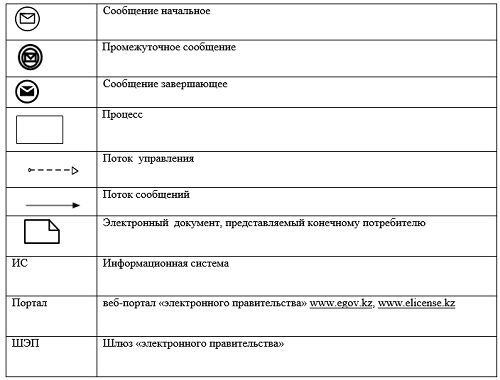 Сообщение начальное
Промежуточное сообщение
Сообщение завершающее
Процесс
Поток управления
Поток сообщений
Электронный документ, представляемый конечному потребителю
ИС Информационная система
Портал веб-портал «электронного правительства» www.egov.kz, www.elicense.kz
ШЭП Шлюз «электронного правительства»